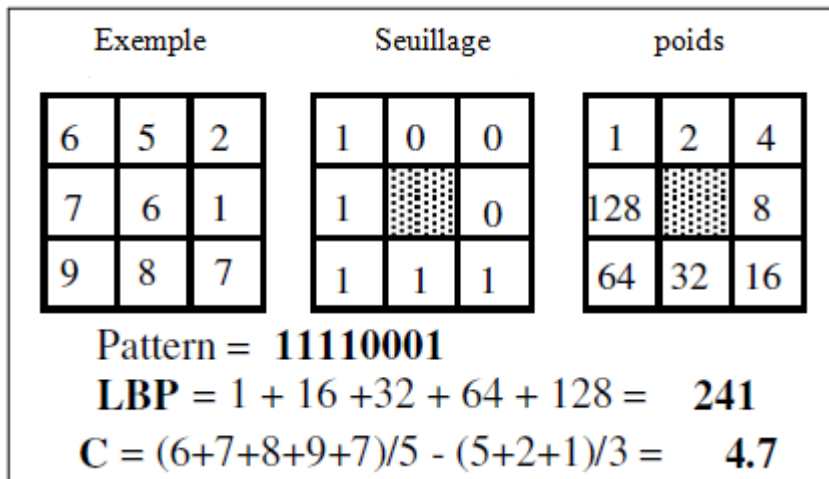 Exemple Seuillage poids
6 5 2 1 0 0 1 2 4
7 6 1 1 0 128 8
9 8 7 1 1 1 64 32 16
Pattern = 11110001
LBP = 1 + 16 +32 + 64 + 128 = 241
C = (6+7+8+9+7)/5 - (5+2+1)/3 = 4.7